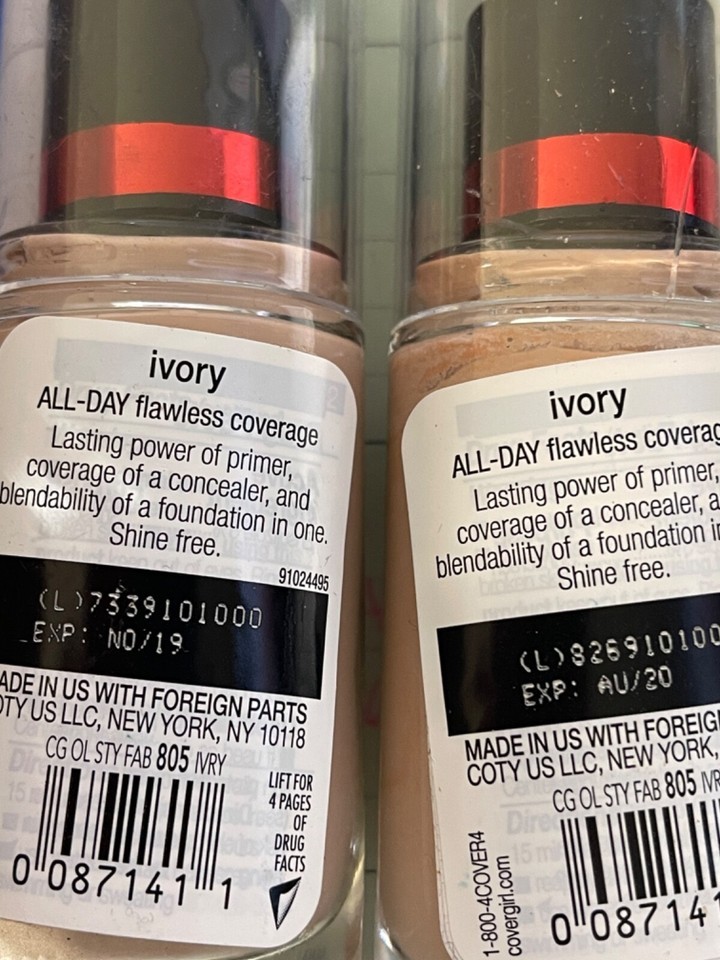 ivory
ALL-DAY flawless coverage
Lasting power of primer,
coverage of a concealer, and
blendability of a foundation in one.
Shine free.
91024495
(L)7339101000
EXP: NO/19
ADE IN US WITH FOREIGN PARTS
OTY US LLC, NEW YORK, NY 10118
CG OL STY FAB 805 IVRY
LIFT FOR
4 PAGES
OF
DRUG
FACTS
0 087141 1
ivory
ALL-DAY flawless coverag
Lasting power of primer,
coverage of a concealer, a
blendability of a foundation in
Shine free.
(L)826910100
EXP: AU/20
MADE IN US WITH FOREIG
COTY US LLC, NEW YORK,
CG OL STY FAB 805 IVR
1-800-4COVER4
covergirl.com
0 087141